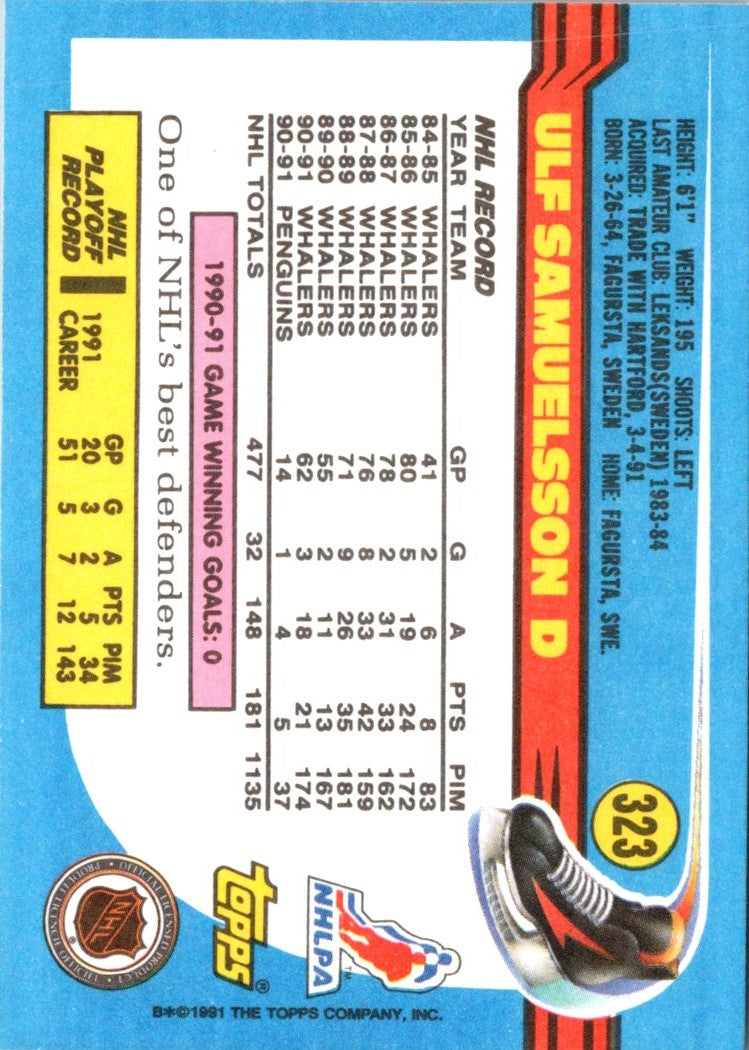 323
HEIGHT: 6'1" WEIGHT: 195 SHOOTS: LEFT
LAST AMATEUR CLUB: LEKSANDS(SWEDEN) 1983-84
ACQUIRED: TRADE WITH HARTFORD, 3-4-91
BORN: 3-26-64, FAGURSTA, SWEDEN HOME: FAGURSTA, SWE.
ULF SAMUELSSON D
NHL RECORD
YEAR TEAM GP G A PTS PIM
84-85 WHALERS 41 2 6 8 83
85-86 WHALERS 80 5 19 24 172
86-87 WHALERS 78 2 31 33 162
87-88 WHALERS 76 8 33 42 159
88-89 WHALERS 71 9 26 35 181
89-90 WHALERS 55 2 11 13 167
90-91 WHALERS 62 3 18 21 174
90-91 PENGUINS 14 1 4 5 37
NHL TOTALS 477 32 148 181 1135
1990-91 GAME WINNING GOALS: 0
One of NHL's best defenders.
NHL PLAYOFF RECORD
GP G A PTS PIM
1991 20 3 2 5 34
CAREER 51 5 7 12 143
NHLPA ™
topps ®
OFFICIAL LICENSED PRODUCT
NHL ®
B*©1991 THE TOPPS COMPANY, INC.